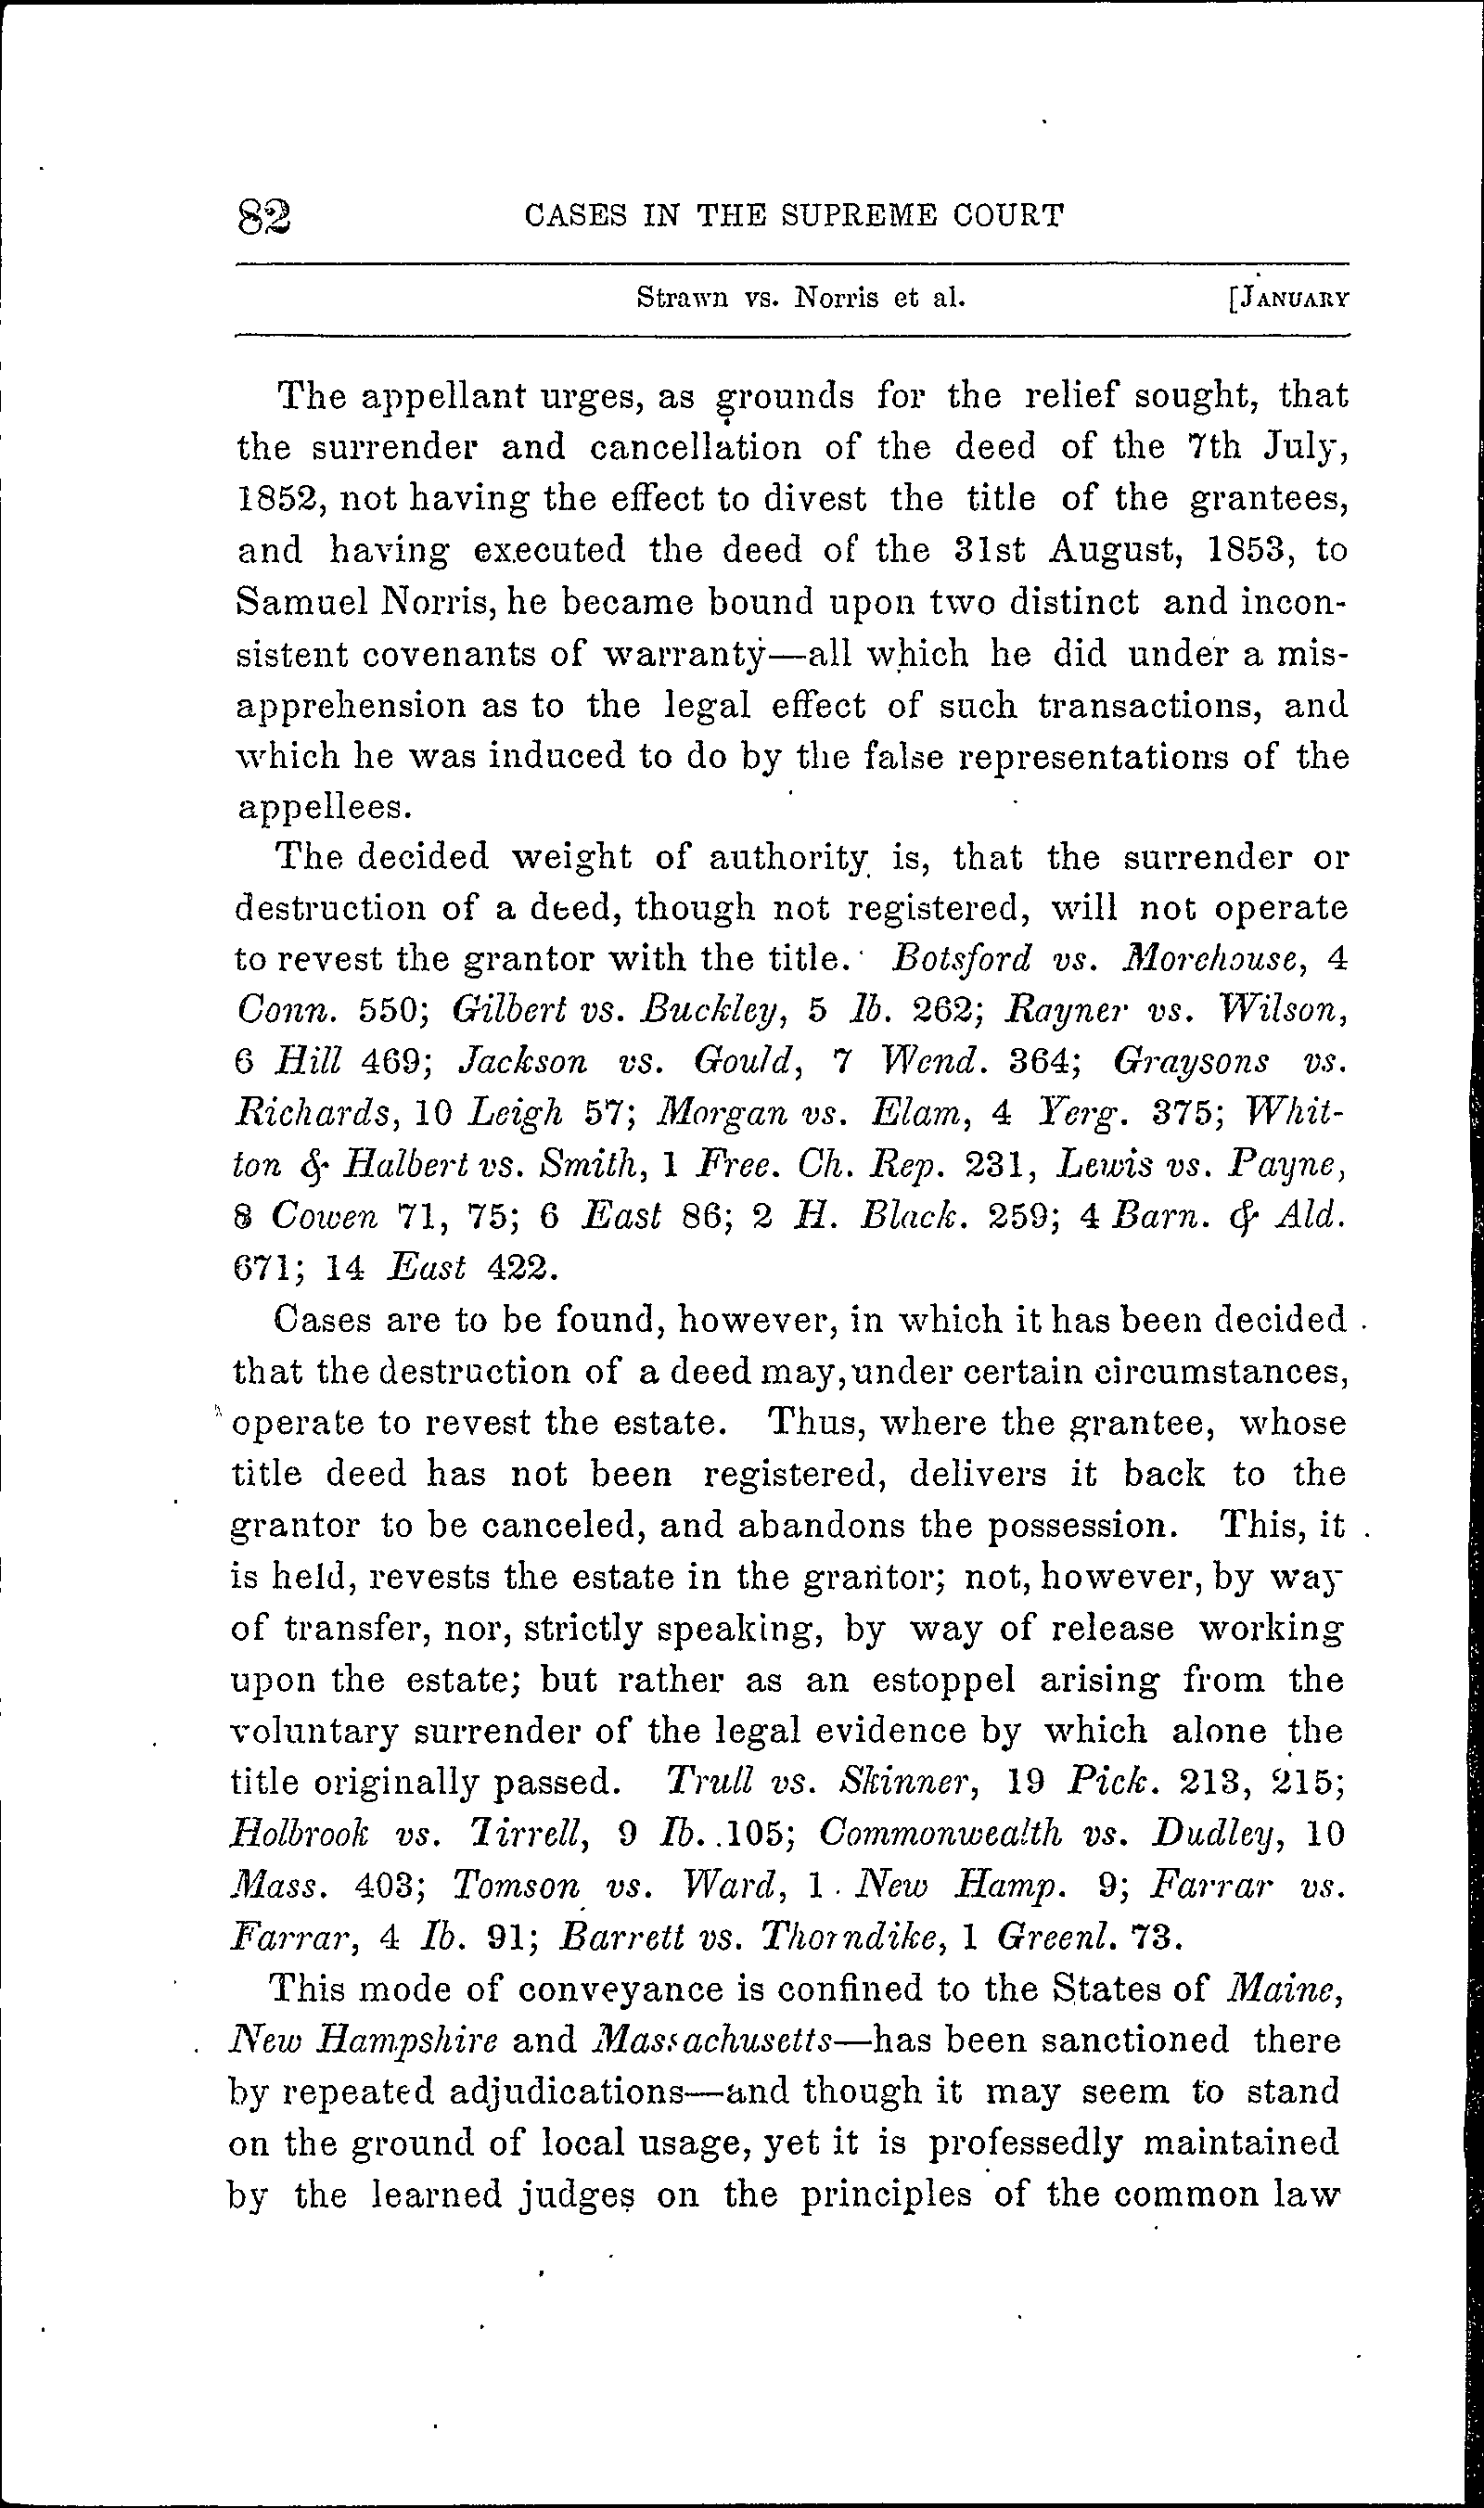 82 CASES IN THE SUPREME COURT
Strawn vs. Norris et al. [JANUARY
The appellant urges, as grounds for the relief sought, that
the surrender and cancellation of the deed of the 7th July,
1852, not having the effect to divest the title of the grantees,
and having executed the deed of the 31st August, 1853, to
Samuel Norris, he became bound upon two distinct and incon-
sistent covenants of warranty—all which he did under a mis-
apprehension as to the legal effect of such transactions, and
which he was induced to do by the false representations of the
appellees.
The decided weight of authority is, that the surrender or
destruction of a deed, though not registered, will not operate
to revest the grantor with the title. Botsford vs. Morehouse, 4
Conn. 550; Gilbert vs. Buckley, 5 Ib. 262; Rayner vs. Wilson,
6 Hill 469; Jackson vs. Gould, 7 Wend. 364; Graysons vs.
Richards, 10 Leigh 57; Morgan vs. Elam, 4 Yerg. 375; Whit-
ton & Halbert vs. Smith, 1 Free. Ch. Rep. 231, Lewis vs. Payne,
8 Cowen 71, 75; 6 East 86; 2 H. Black. 259; 4 Barn. & Ald.
671; 14 East 422.
Cases are to be found, however, in which it has been decided
that the destruction of a deed may, under certain circumstances,
operate to revest the estate. Thus, where the grantee, whose
title deed has not been registered, delivers it back to the
grantor to be canceled, and abandons the possession. This, it
is held, revests the estate in the grantor; not, however, by way
of transfer, nor, strictly speaking, by way of release working
upon the estate; but rather as an estoppel arising from the
voluntary surrender of the legal evidence by which alone the
title originally passed. Trull vs. Skinner, 19 Pick. 213, 215;
Holbrook vs. Tirrell, 9 Ib. 105; Commonwealth vs. Dudley, 10
Mass. 403; Tomson vs. Ward, 1 New Hamp. 9; Farrar vs.
Farrar, 4 Ib. 91; Barrett vs. Thorndike, 1 Greenl. 73.
This mode of conveyance is confined to the States of Maine,
New Hampshire and Massachusetts—has been sanctioned there
by repeated adjudications—and though it may seem to stand
on the ground of local usage, yet it is professedly maintained
by the learned judges on the principles of the common law